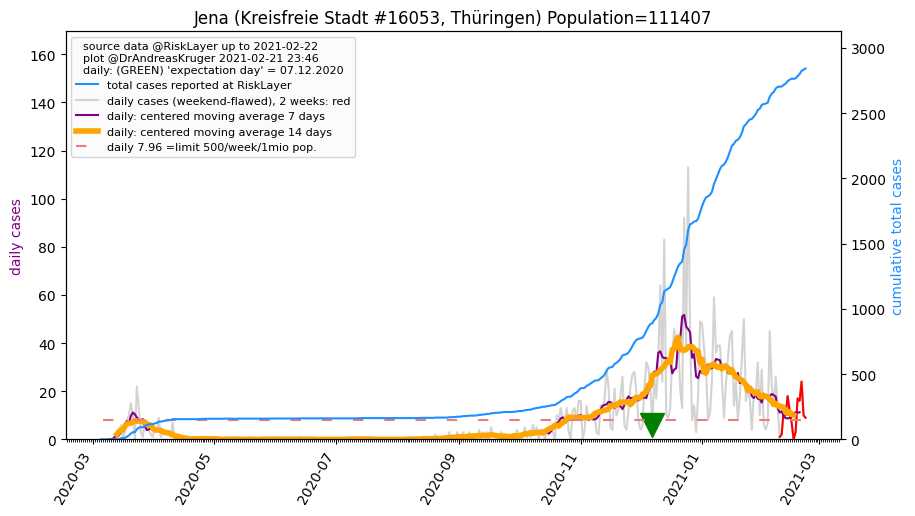 Jena (Kreisfreie Stadt #16053, Thüringen) Population=111407
source data @RiskLayer up to 2021-02-22
plot @DrAndreasKruger 2021-02-21 23:46
daily: (GREEN) 'expectation day' = 07.12.2020
total cases reported at RiskLayer
daily cases (weekend-flawed), 2 weeks: red
daily: centered moving average 7 days
daily: centered moving average 14 days
daily 7.96 =limit 500/week/1mio pop.
daily cases
160
140
120
100
80
60
40
20
0
cumulative total cases
3000
2500
2000
1500
1000
500
0
2020-03
2020-05
2020-07
2020-09
2020-11
2021-01
2021-03